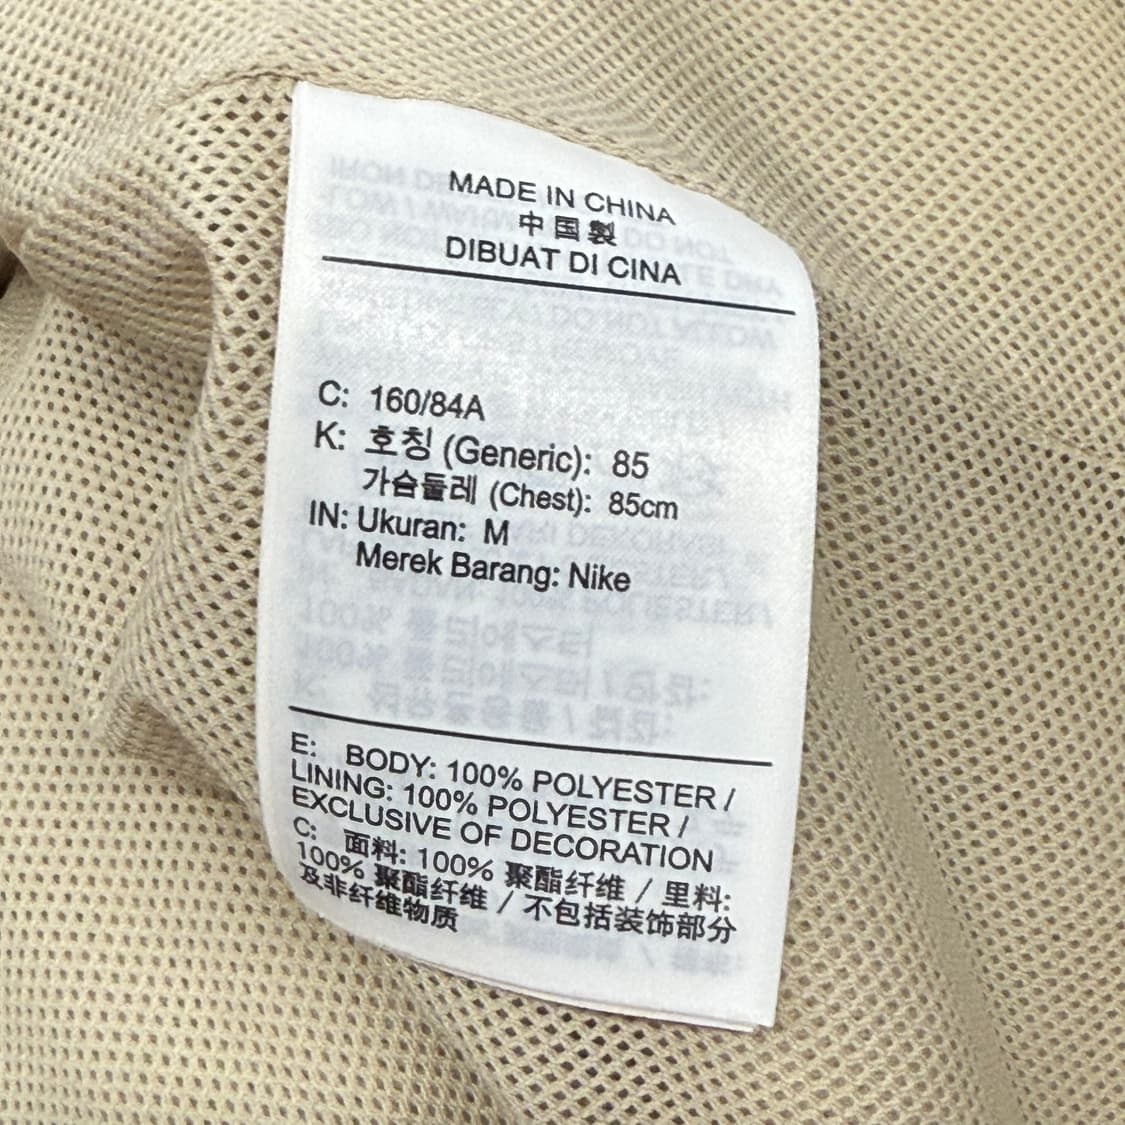 MADE IN CHINA
中国製
DIBUAT DI CINA
C: 160/84A
K: 호칭 (Generic): 85
가슴둘레 (Chest): 85cm
IN: Ukuran: M
Merek Barang: Nike
E: BODY: 100% POLYESTER /
LINING: 100% POLYESTER /
EXCLUSIVE OF DECORATION
C: 面料: 100% 聚酯纤维 / 里料:
100% 聚酯纤维 / 不包括装饰部分
及非纤维物质